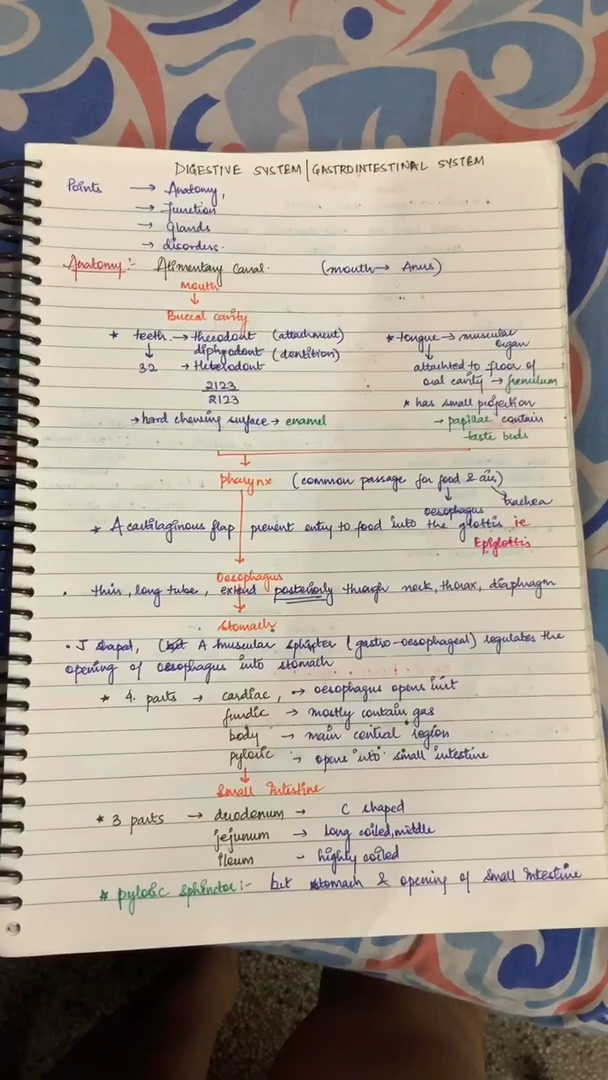 DIGESTIVE SYSTEM | GASTROINTESTINAL SYSTEM
Points → Anatomy,
→ function
→ glands
→ disorders.
Anatomy:- Alimentary canal. (mouth → Anus)
Mouth
↓
Buccal cavity
* teeth → theodont (attachment)
↓ diphyodont (dentition)
32 → Heterodont
2123
2123
→ hard chewing surface → enamel
* tongue → muscular organ
↓
attachted to floor of
oral cavity → frenulum
* has small projection
→ papillae contains
taste buds
↓
pharynx (common passage for food & air)
oesophagus trachea
* A cartilaginous flap prevent entry to food into the glottis ie
Epiglottis
Oesophagus
. thin, long tube, extend posteriorly through neck, thorax, diaphragm
↓
Stomach
• J shaped, A muscular sphincter (gastro-oesophageal) regulates the
opening of oesophagus into stomach
* 4. parts → cardiac, → oesophagus opens
fundic → mostly contain gas
body → main central region
pyloric → opens into small intestine
↓
Small Intestine
* 3 parts → duodenum → C shaped
jejunum → long coiled, middle
ileum - highly coiled
* pyloric sphincter:- bet stomach & opening of small intestine